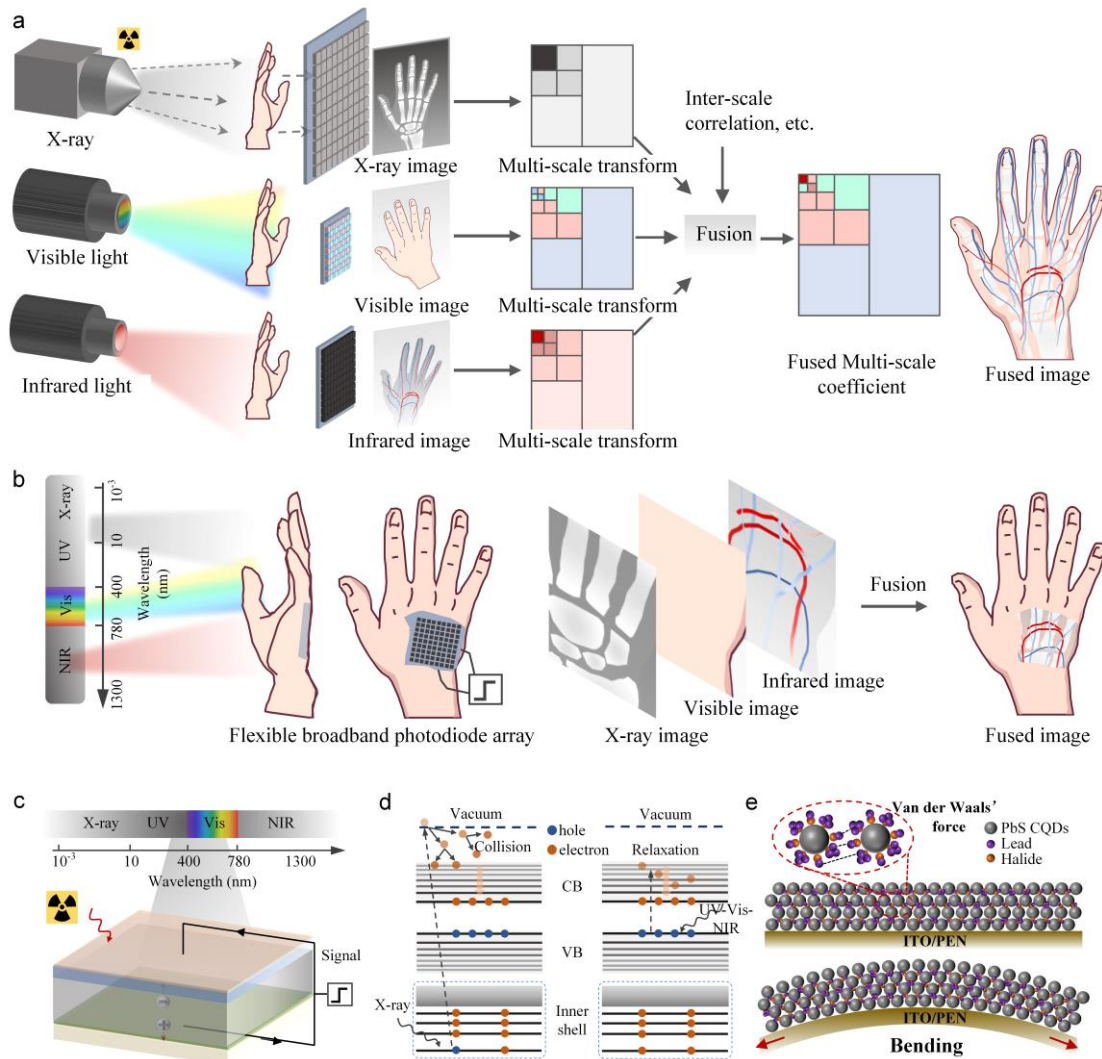 a
X-ray
X-ray image
Multi-scale transform
Inter-scale
correlation, etc.
Visible light
Visible image
Multi-scale transform
Fusion
Infrared light
Infrared image
Multi-scale transform
Fused Multi-scale
coefficient
Fused image
b
X-ray
UV
Vis
NIR
10⁻³
10
400
780
1300
Wavelength
(nm)
Flexible broadband photodiode array
X-ray image
Visible image
Infrared image
Fusion
Fused image
c
X-ray UV Vis NIR
10⁻³ 10 400 780 1300
Wavelength (nm)
Signal
d
Vacuum
Collision
hole
electron
Vacuum
Relaxation
CB
UV-Vis-
NIR
VB
X-ray
Inner
shell
e
Van der Waals'
force
PbS CQDs
Lead
Halide
ITO/PEN
ITO/PEN
Bending